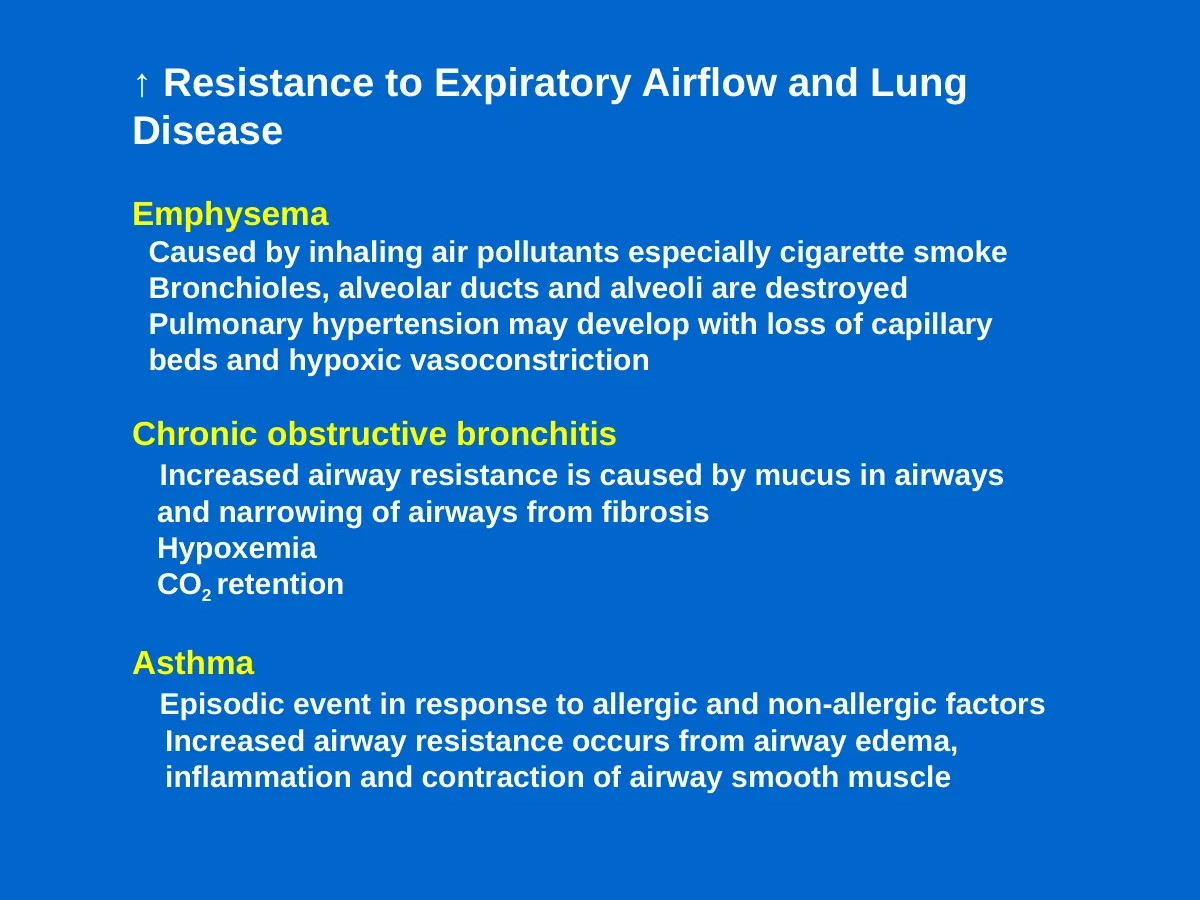 ↑ Resistance to Expiratory Airflow and Lung
Disease
Emphysema
Caused by inhaling air pollutants especially cigarette smoke
Bronchioles, alveolar ducts and alveoli are destroyed
Pulmonary hypertension may develop with loss of capillary
beds and hypoxic vasoconstriction
Chronic obstructive bronchitis
Increased airway resistance is caused by mucus in airways
and narrowing of airways from fibrosis
Hypoxemia
CO₂ retention
Asthma
Episodic event in response to allergic and non-allergic factors
Increased airway resistance occurs from airway edema,
inflammation and contraction of airway smooth muscle